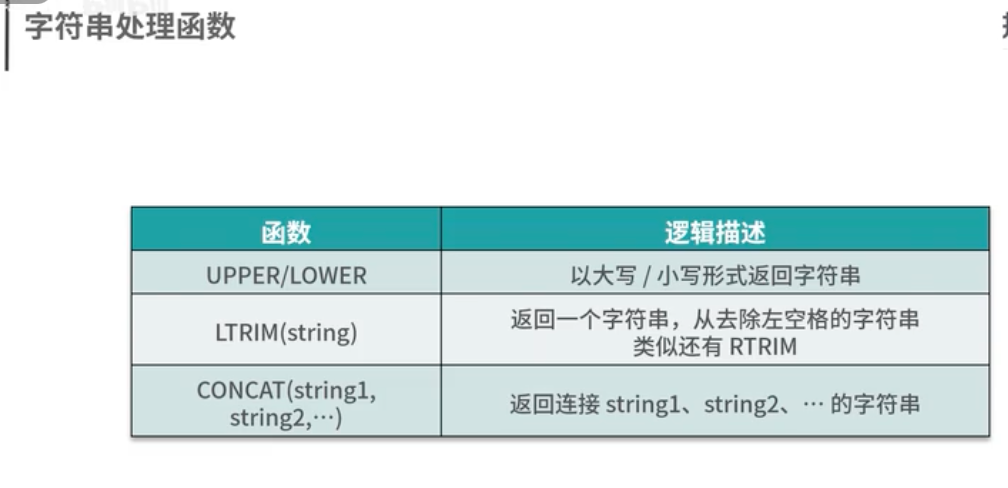 字符串处理函数
函数
逻辑描述
UPPER/LOWER
以大写 / 小写形式返回字符串
LTRIM(string)
返回一个字符串，从去除左空格的字符串
类似还有 RTRIM
CONCAT(string1,
string2,⋯)
返回连接 string1、string2、⋯ 的字符串